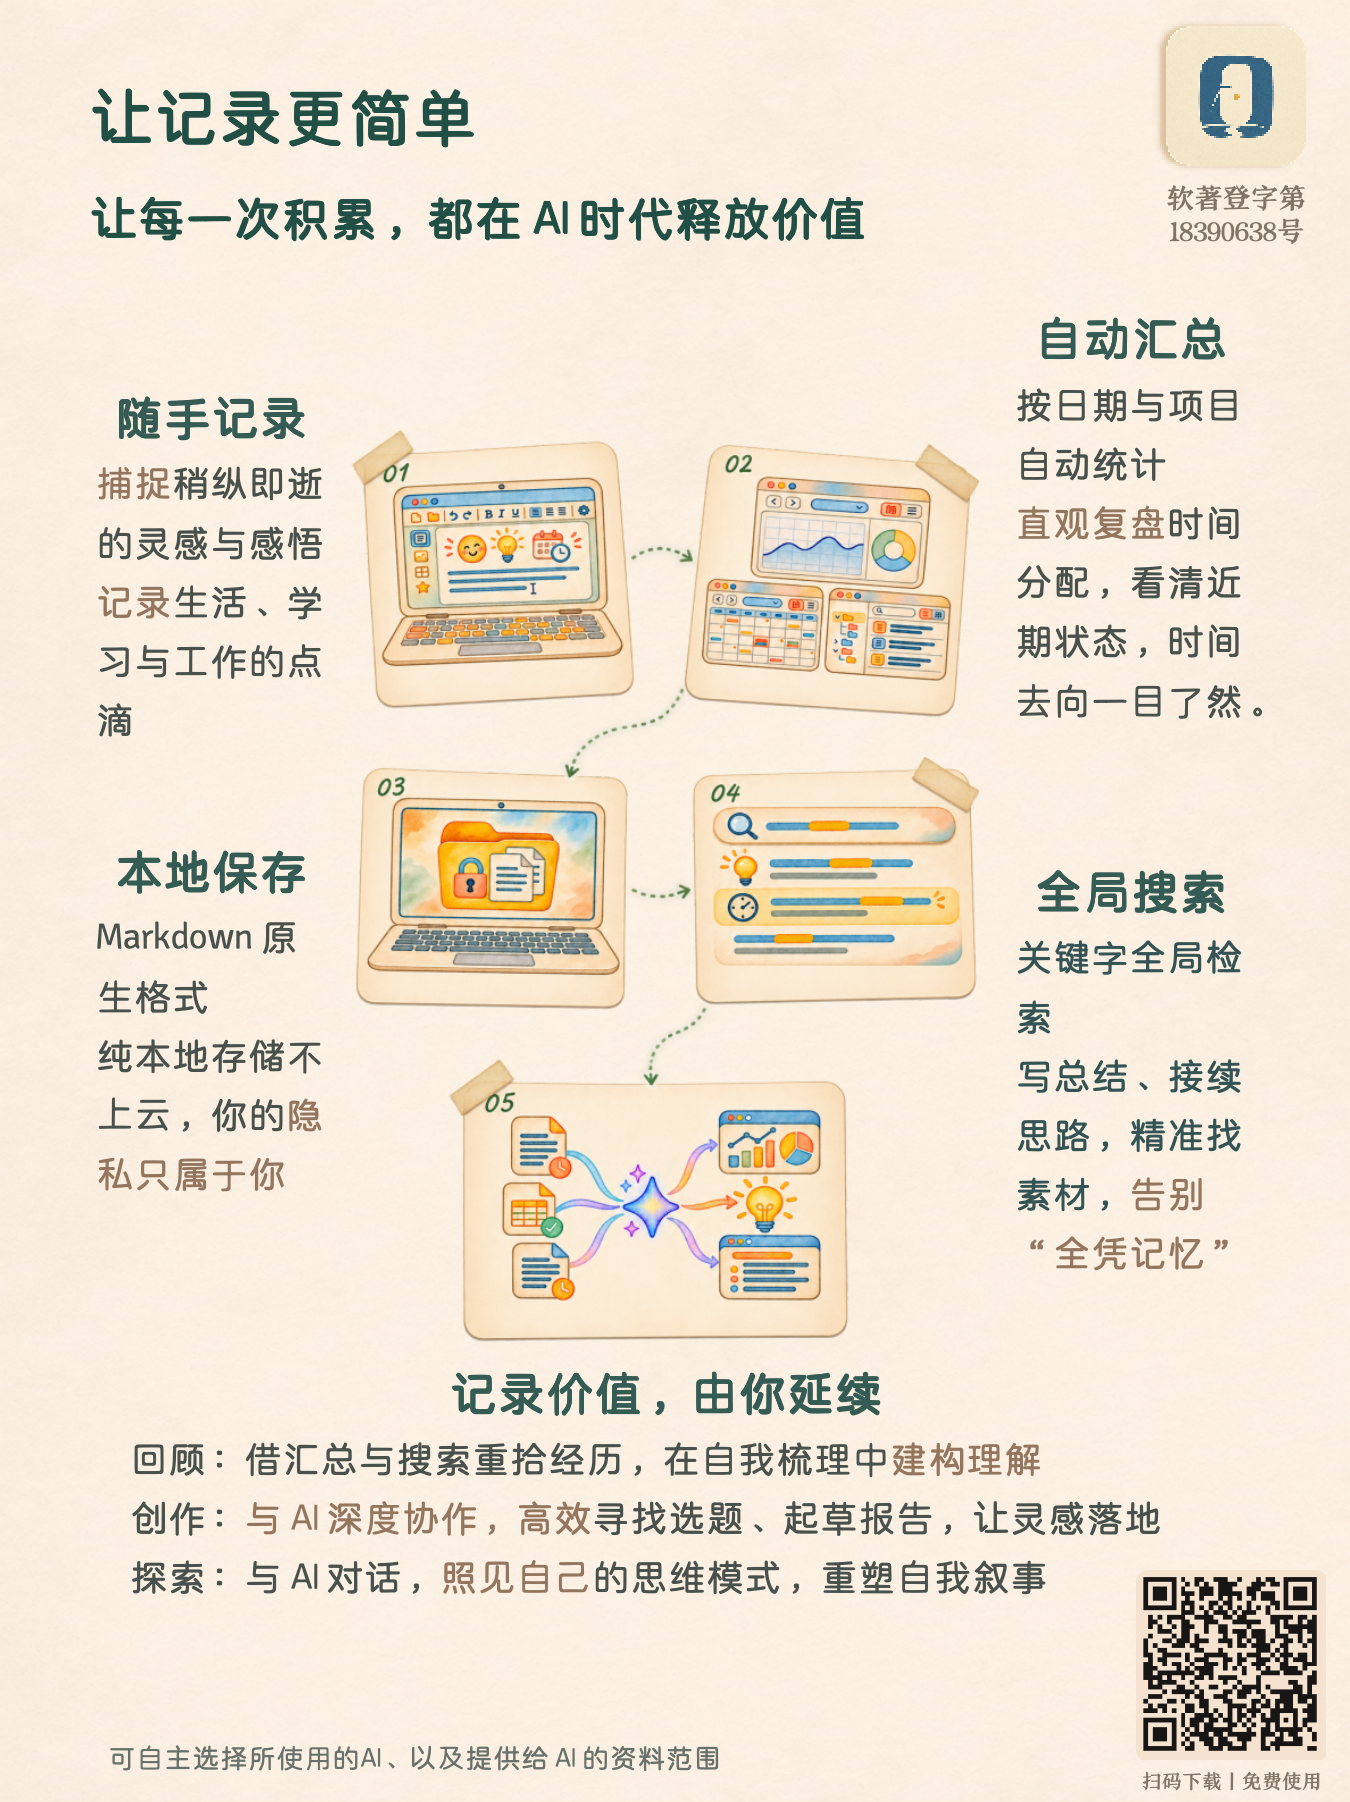 让记录更简单
让每一次积累，都在 AI 时代释放价值
软著登字第
18390638号
随手记录
捕捉稍纵即逝
的灵感与感悟
记录生活、学
习与工作的点
滴
01
B I U
02
自动汇总
按日期与项目
自动统计
直观复盘时间
分配，看清近
期状态，时间
去向一目了然。
本地保存
Markdown 原
生格式
纯本地存储不
上云，你的隐
私只属于你
03
04
全局搜索
关键字全局检
索
写总结、接续
思路，精准找
素材，告别
“全凭记忆”
05
记录价值，由你延续
回顾：借汇总与搜索重拾经历，在自我梳理中建构理解
创作：与 AI 深度协作，高效寻找选题、起草报告，让灵感落地
探索：与 AI 对话，照见自己的思维模式，重塑自我叙事
可自主选择所使用的AI、以及提供给 AI 的资料范围
扫码下载 | 免费使用